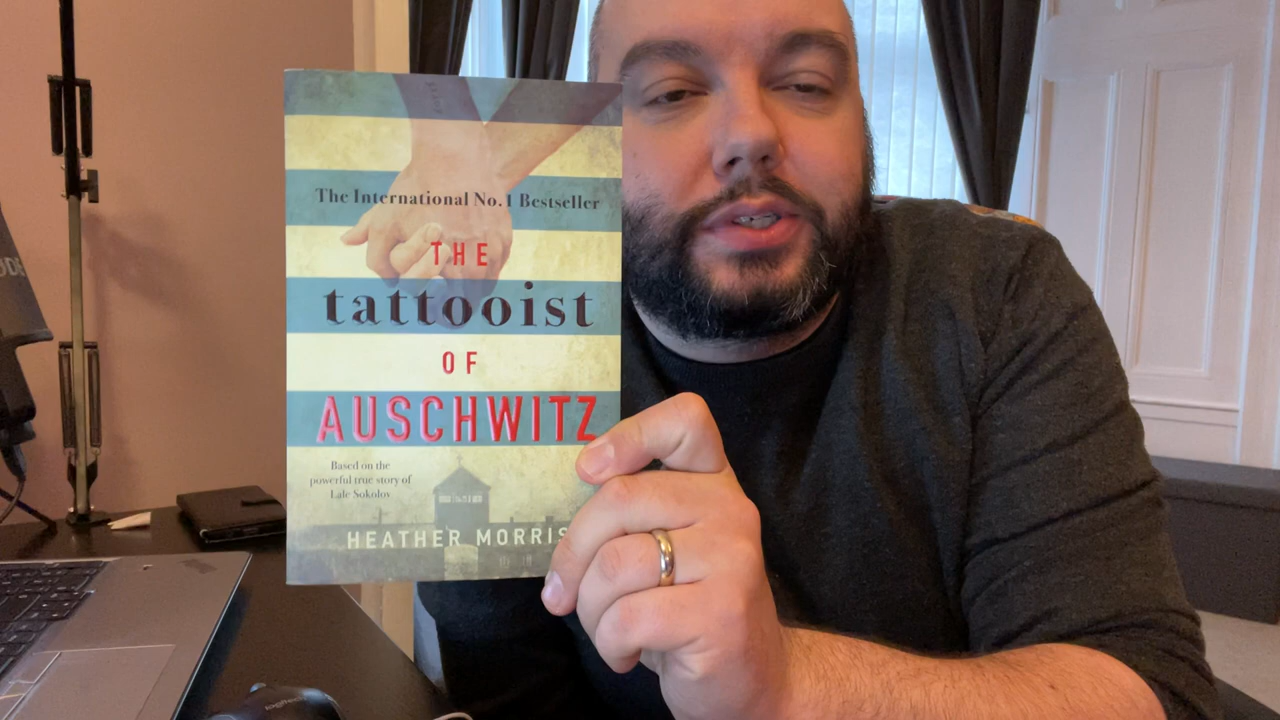 The International No. 1 Bestseller
THE
tattooist
OF
AUSCHWITZ
Based on the
powerful true story of
Lale Sokolov
HEATHER MORRIS
logitech